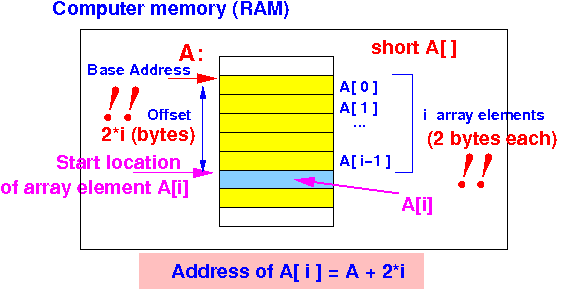 Computer memory (RAM)
A:
short A[ ]
Base Address
A[ 0 ]
!!
Offset
A[ 1 ]
i array elements
...
2*i (bytes)
(2 bytes each)
Start location
A[ i-1 ]
!!
of array element A[i]
A[i]
Address of A[ i ] = A + 2*i